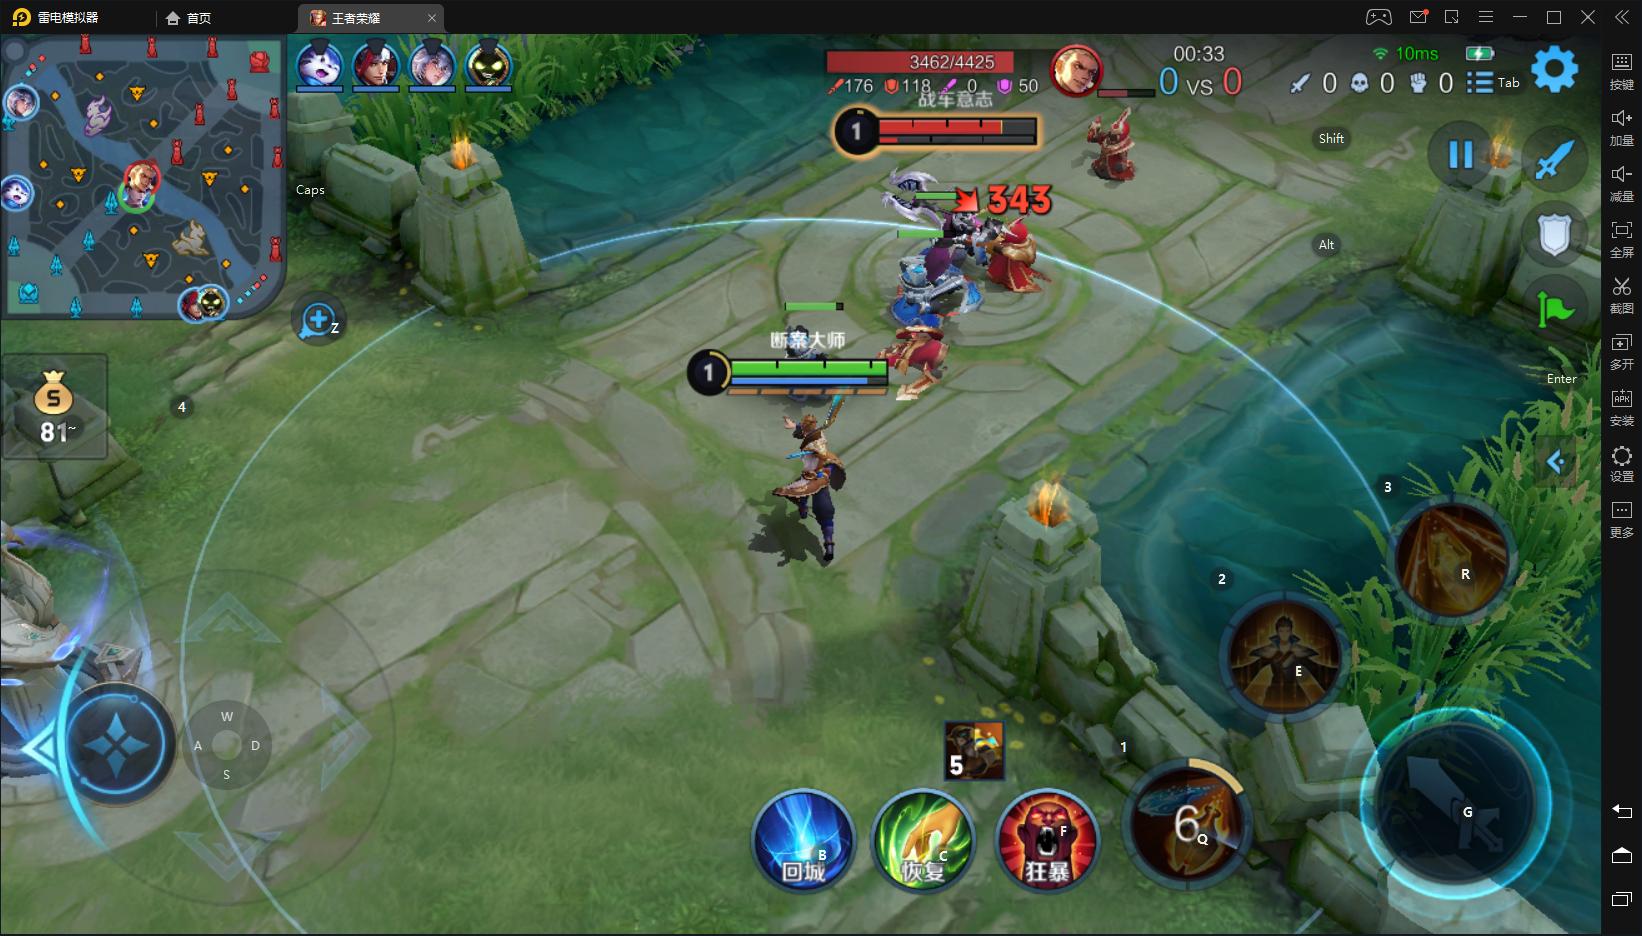 雷电模拟器
首页
王者荣耀
3462/4425
176 118 0 50
战车意志
1
00:33
0 VS 0
10ms
0 0 0 Tab
Shift
Caps
343
Alt
Z
断案大师
1
81~
4
Enter
3
R
2
E
W
A D
S
5
1
6
Q
G
B
回城
C
恢复
F
狂暴
按键
加量
减量
全屏
截图
多开
APK
安装
设置
更多